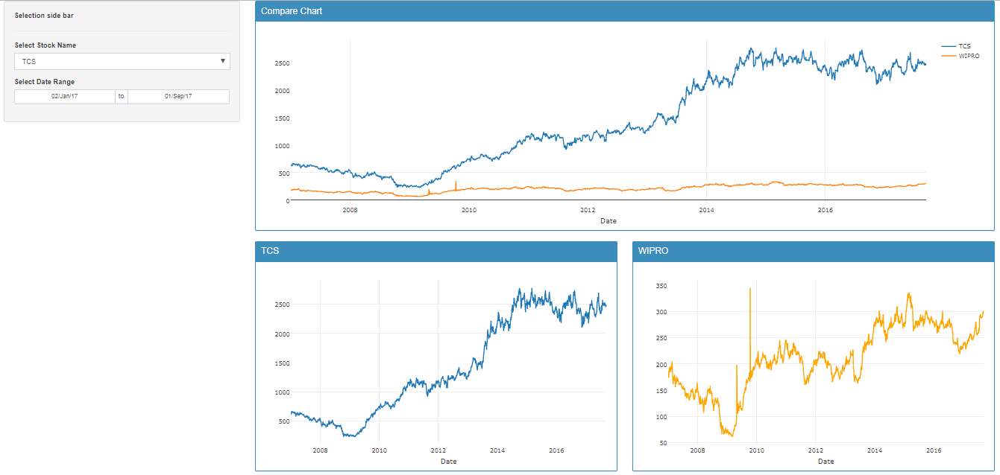 Selection side bar
Select Stock Name
TCS
Select Date Range
02/Jan/17 to 01/Sep/17
Compare Chart
TCS
WIPRO
2500
2000
1500
1000
500
0
2008 2010 2012 2014 2016
Date
TCS
2500
2000
1500
1000
500
2008 2010 2012 2014 2016
Date
WIPRO
350
300
250
200
150
100
50
2008 2010 2012 2014 2016
Date